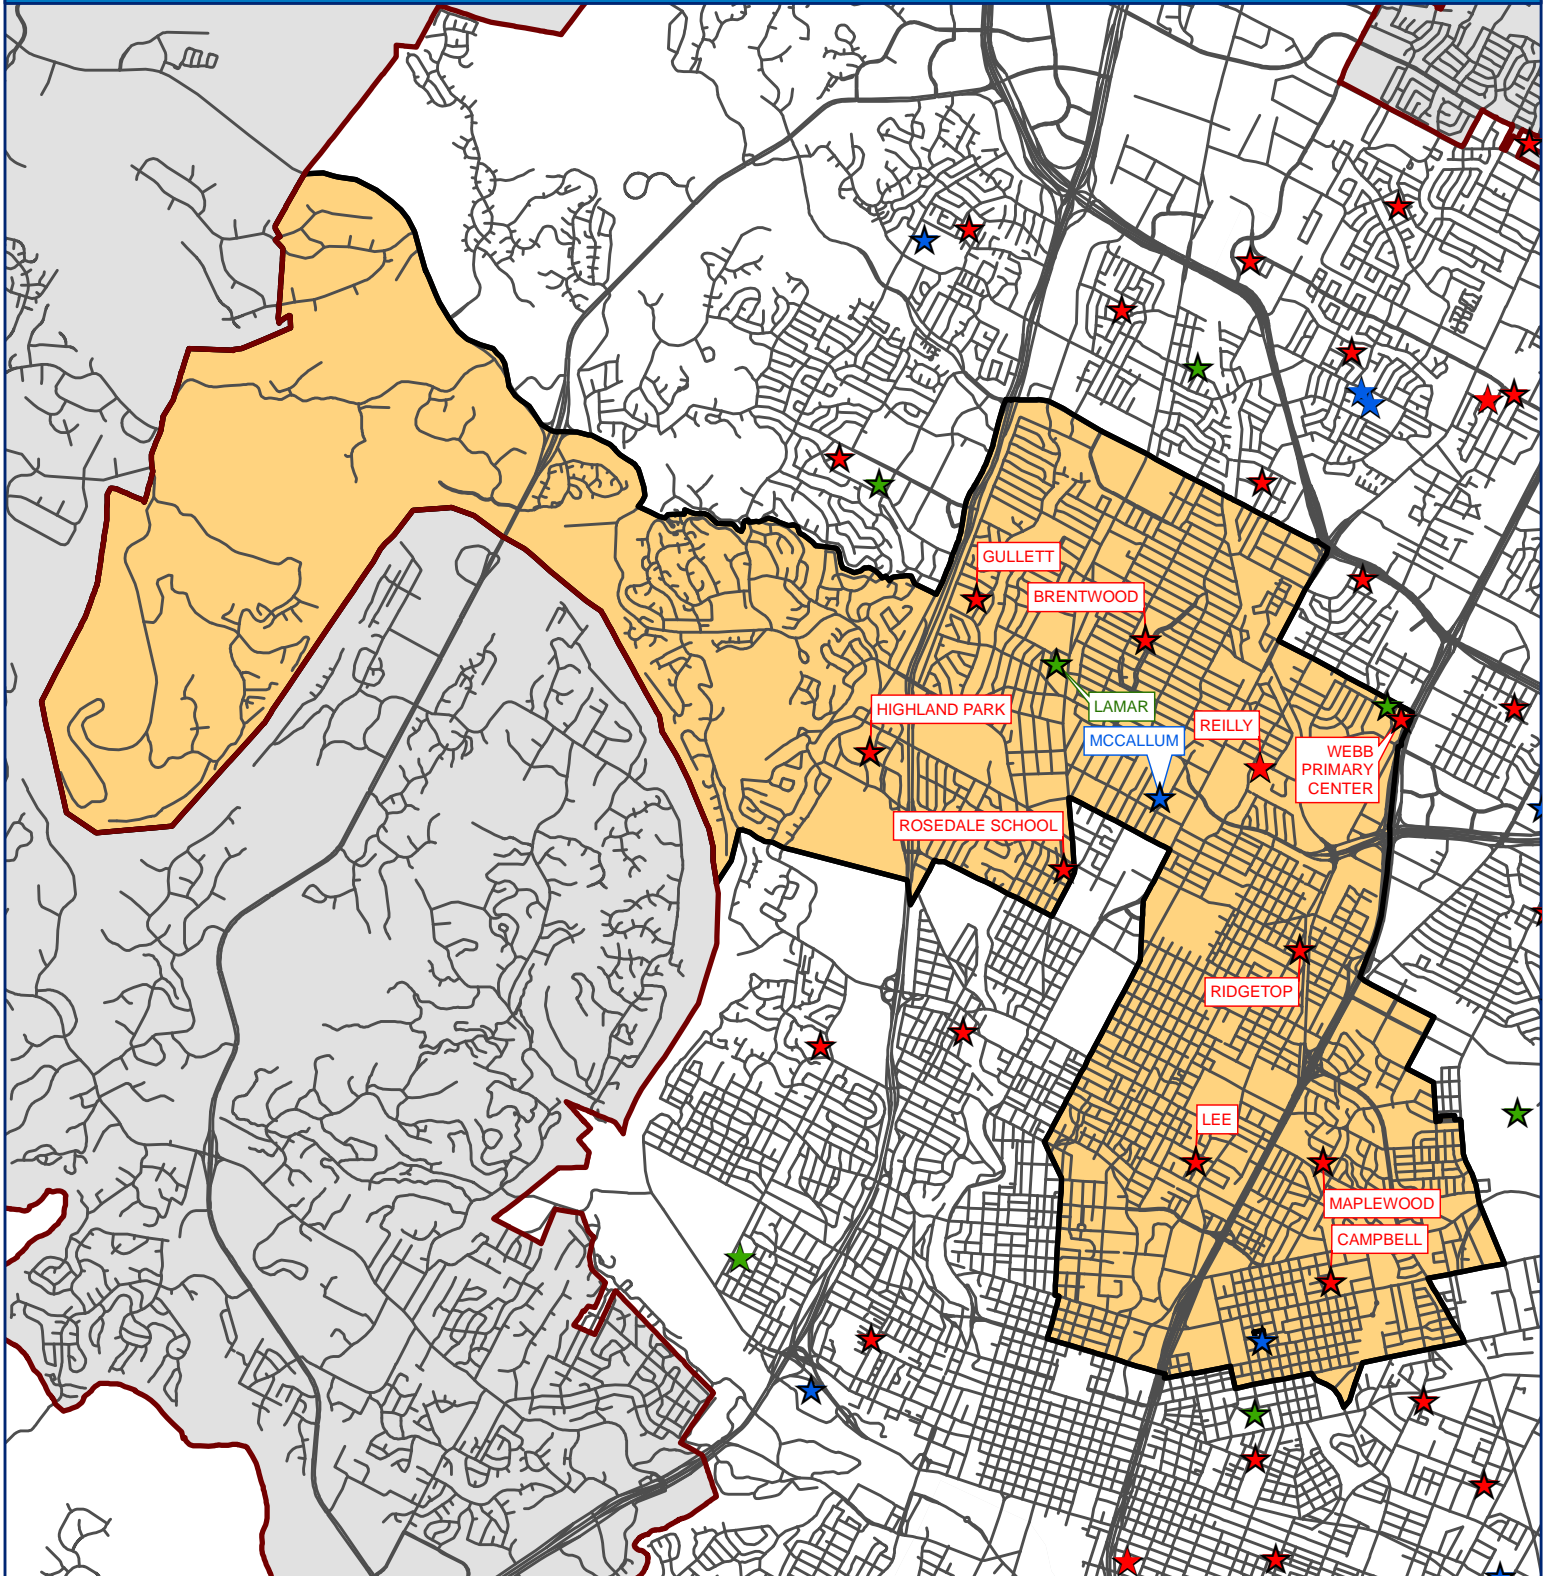 GULLETT
BRENTWOOD
LAMAR
HIGHLAND PARK
MCCALLUM
REILLY
WEBB
PRIMARY
CENTER
ROSEDALE SCHOOL
RIDGETOP
LEE
MAPLEWOOD
CAMPBELL